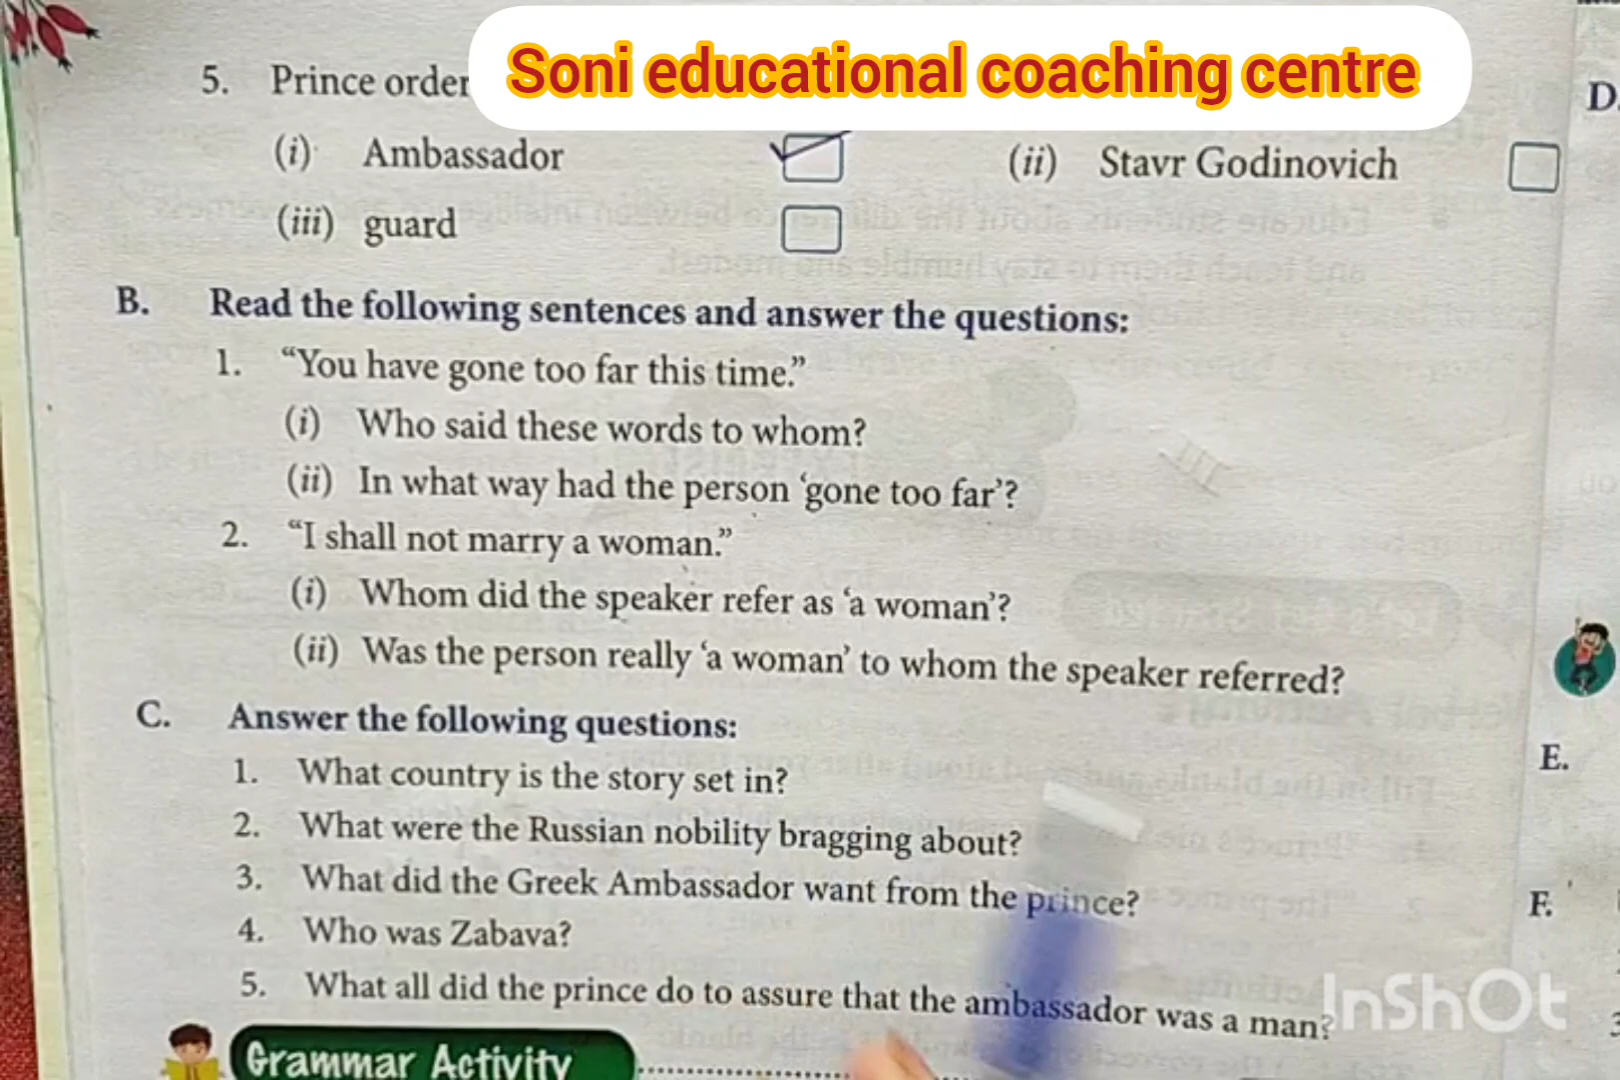 Soni educational coaching centre
5. Prince order
D.
(i) Ambassador
(ii) Stavr Godinovich
(iii) guard
B. Read the following sentences and answer the questions:
1. “You have gone too far this time.”
(i) Who said these words to whom?
(ii) In what way had the person ‘gone too far’?
2. “I shall not marry a woman.”
(i) Whom did the speaker refer as ‘a woman’?
(ii) Was the person really ‘a woman’ to whom the speaker referred?
C. Answer the following questions:
1. What country is the story set in?
E.
2. What were the Russian nobility bragging about?
3. What did the Greek Ambassador want from the prince?
F.
4. Who was Zabava?
5. What all did the prince do to assure that the ambassador was a man?
InShOt
Grammar Activity